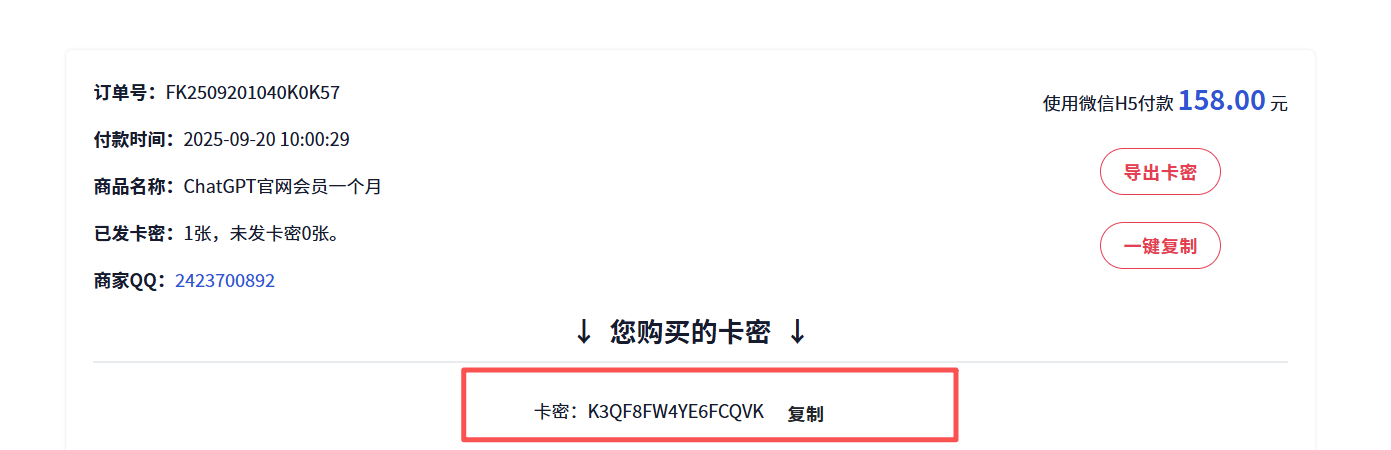 订单号：FK2509201040K0K57
使用微信H5付款 158.00 元
付款时间：2025-09-20 10:00:29
导出卡密
商品名称：ChatGPT官网会员一个月
已发卡密：1张，未发卡密0张。
一键复制
商家QQ：2423700892
↓ 您购买的卡密 ↓
卡密：K3QF8FW4YE6FCQVK 复制